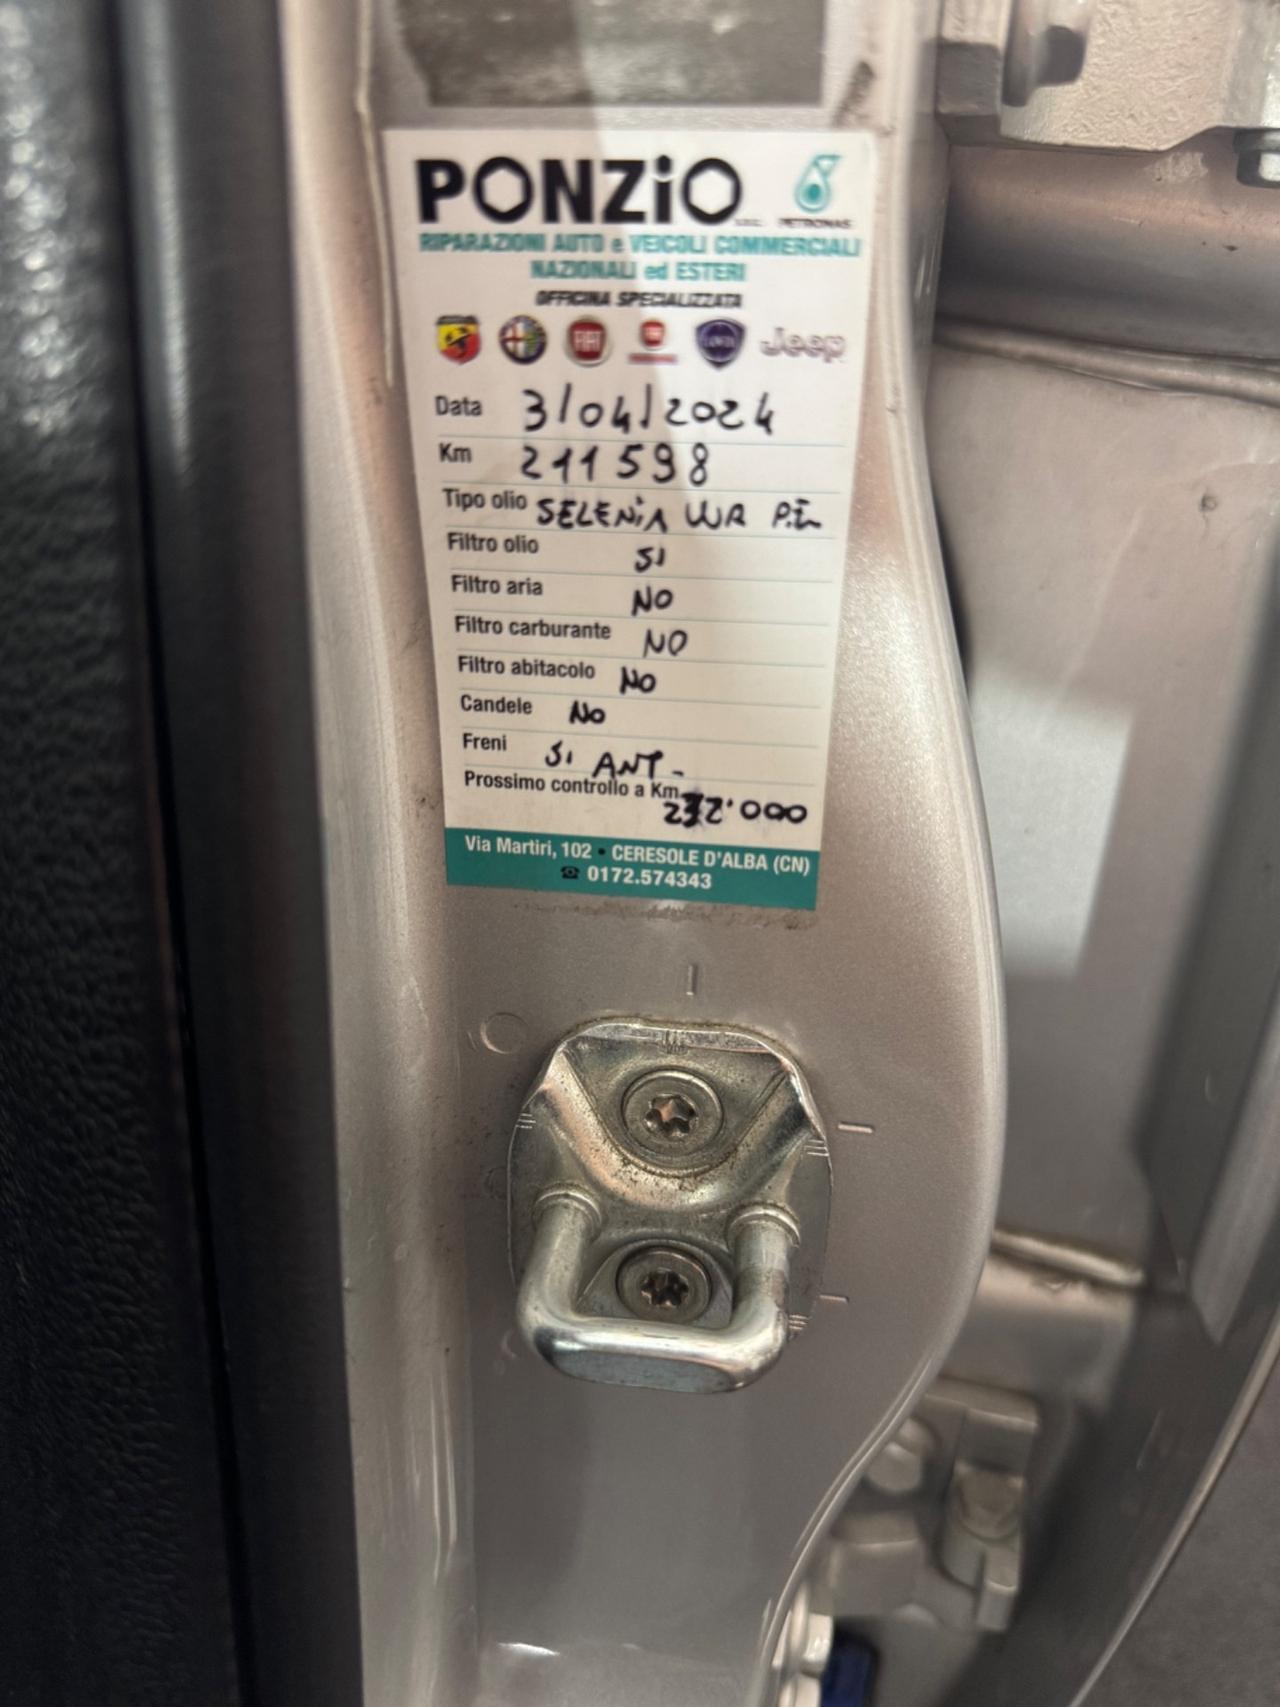 PONZiO
PETRONAS
RIPARAZIONI AUTO e VEICOLI COMMERCIALI
NAZIONALI ed ESTERI
OFFICINA SPECIALIZZATA
FIAT LANCIA Jeep
Data 3/04/2024
Km 211598
Tipo olio SELENiA WR P.E.
Filtro olio SI
Filtro aria NO
Filtro carburante NO
Filtro abitacolo NO
Candele No
Freni SI ANT-
Prossimo controllo a Km 232.000
Via Martiri, 102 • CERESOLE D'ALBA (CN)
☎ 0172.574343